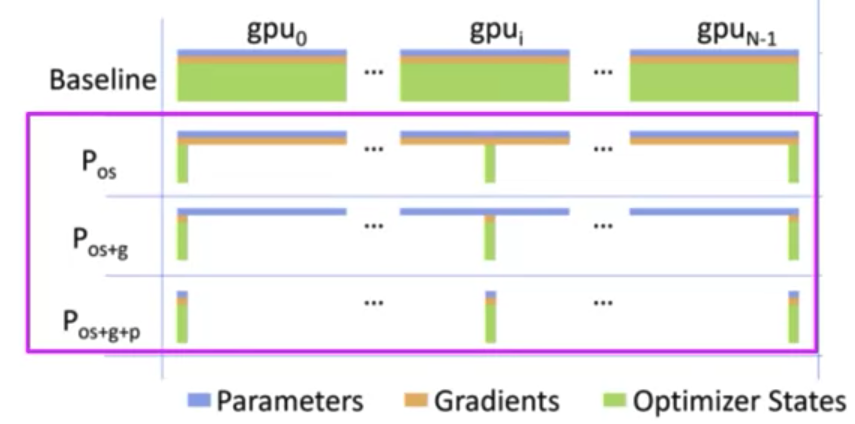 gpu0 gpui gpuN-1
Baseline ... ...
Pos ... ...
Pos+g ... ...
Pos+g+p ... ...
Parameters Gradients Optimizer States